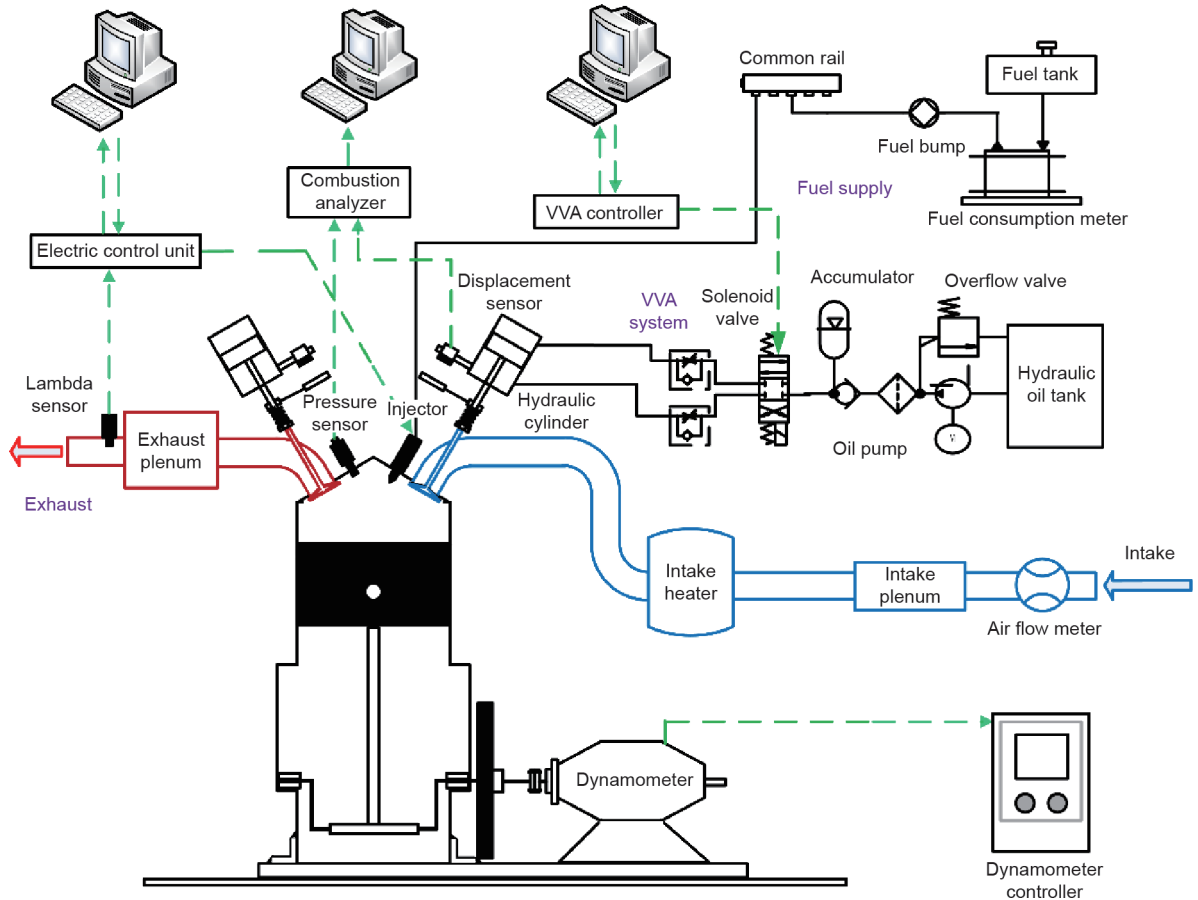 Common rail
Fuel tank
Fuel bump
Combustion
analyzer
VVA controller
Fuel supply
Fuel consumption meter
Electric control unit
Displacement
sensor
VVA
system
Solenoid
valve
Accumulator
Overflow valve
Lambda
sensor
Pressure
sensor
Injector
Hydraulic
cylinder
Hydraulic
oil tank
Exhaust
plenum
Oil pump
Exhaust
Intake
heater
Intake
plenum
Intake
Air flow meter
Dynamometer
Dynamometer
controller